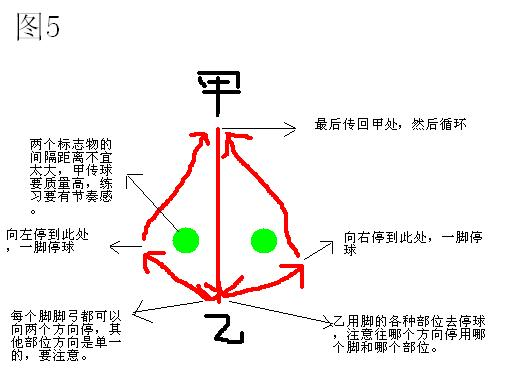 图5
甲
最后传回甲处，然后循环
两个标志物的
间隔距离不宜
太大，甲传球
要质量高，练
习要有节奏感
。
向左停到此处
，一脚停球
向右停到此处，一脚停
球
每个脚脚弓都可以
向两个方向停，其
他部位方向是单一
的，要注意。
乙
乙用脚的各种部位去停球
，注意往哪个方向停用哪
个脚和哪个部位。